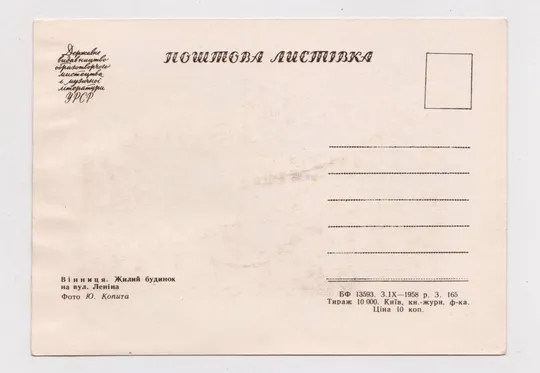 Державне
видавництво
образотворчого
мистецтва
і музичної
літератури
УРСР
ПОШТОВА ЛИСТІВКА
Вінниця. Жилий будинок
на вул. Леніна
Фото Ю. Копита
БФ 13593. 3.IX—1958 р. З. 165
Тираж 10 000. Київ, кн.-журн. ф-ка.
Ціна 10 коп.